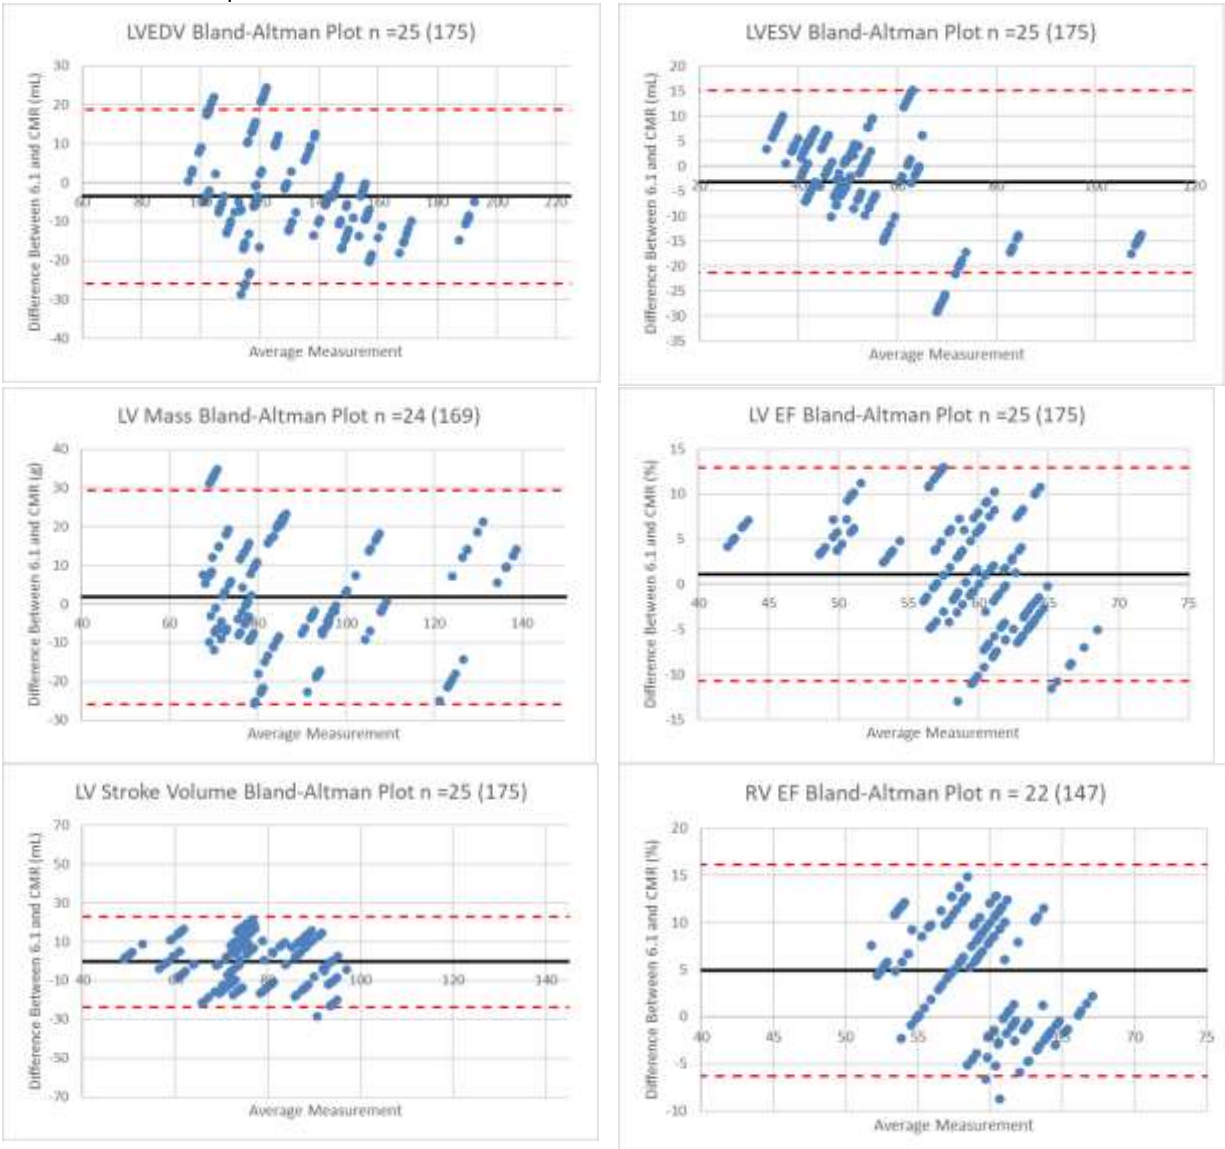 LVEDV Bland-Altman Plot n =25 (175)
Difference Between 6.1 and CMR (mL)
30
20
10
0
-10
-20
-30
-40
60 80 100 120 140 160 180 200 220
Average Measurement
LVESV Bland-Altman Plot n =25 (175)
Difference Between 6.1 and CMR (mL)
20
15
10
5
0
-5
-10
-15
-20
-25
-30
-35
20 40 60 80 100 120
Average Measurement
LV Mass Bland-Altman Plot n =24 (169)
Difference Between 6.1 and CMR (g)
40
30
20
10
0
-10
-20
-30
40 60 80 100 120 140
Average Measurement
LV EF Bland-Altman Plot n =25 (175)
Difference Between 6.1 and CMR (%)
15
10
5
0
-5
-10
-15
40 45 50 55 60 65 70 75
Average Measurement
LV Stroke Volume Bland-Altman Plot n =25 (175)
Difference Between 6.1 and CMR (mL)
70
50
30
10
-10
-30
-50
-70
40 60 80 100 120 140
Average Measurement
RV EF Bland-Altman Plot n = 22 (147)
Difference Between 6.1 and CMR (%)
20
15
10
5
0
-5
-10
40 45 50 55 60 65 70 75
Average Measurement